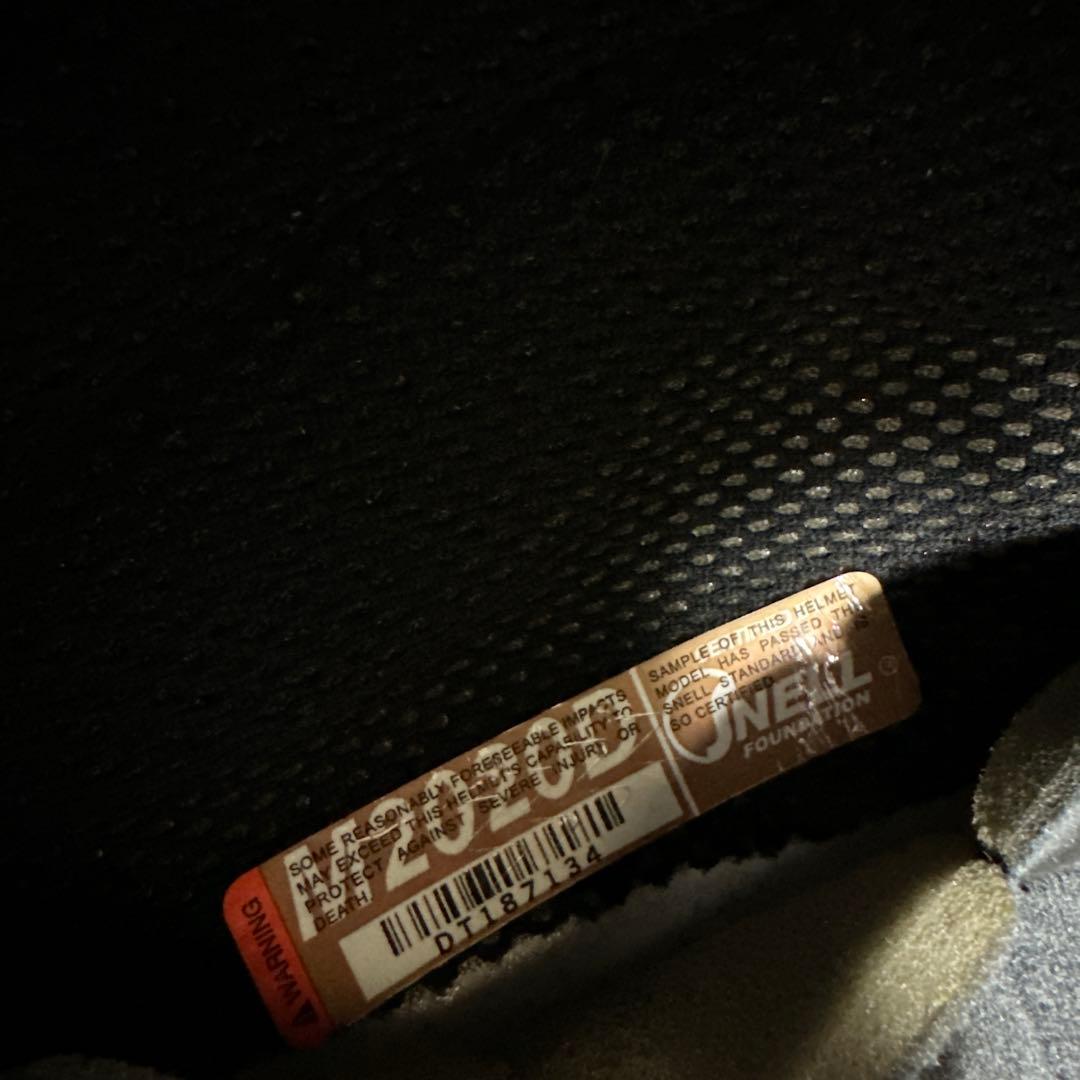 ⚠ WARNING
M2020D
SOME REASONABLY FORESEEABLE IMPACTS
MAY EXCEED THIS HELMET'S CAPABILITY TO
PROTECT AGAINST SEVERE INJURY OR
DEATH
DT187134
SAMPLE OF THIS HELMET
MODEL HAS PASSED THE
SNELL STANDARD AND IS
SO CERTIFIED
SNELL ®
FOUNDATION